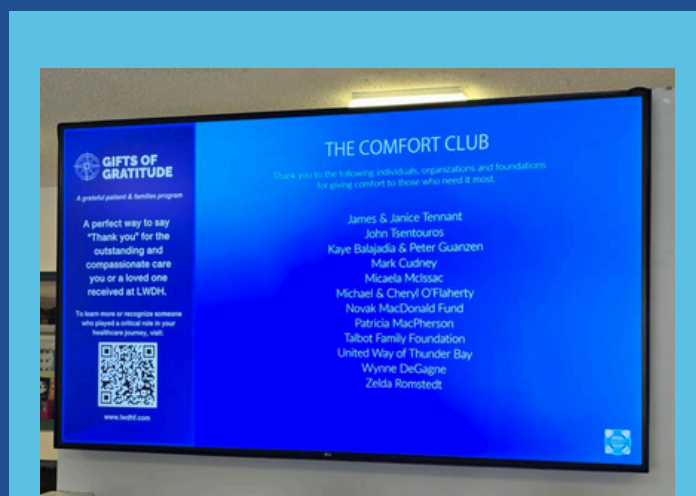 GIFTS OF
GRATITUDE
A grateful patient & families program
A perfect way to say
"Thank you" for the
outstanding and
compassionate care
you or a loved one
received at LWDH.
To learn more or recognize someone
who played a critical role in your
healthcare journey, visit:
www.lwdhf.com
THE COMFORT CLUB
Thank you to the following individuals, organizations and foundations
for giving comfort to those who need it most.
James & Janice Tennant
John Tsentouros
Kaye Balajadia & Peter Guanzen
Mark Cudney
Micaela McIssac
Michael & Cheryl O'Flaherty
Novak MacDonald Fund
Patricia MacPherson
Talbot Family Foundation
United Way of Thunder Bay
Wynne DeGagne
Zelda Romstedt